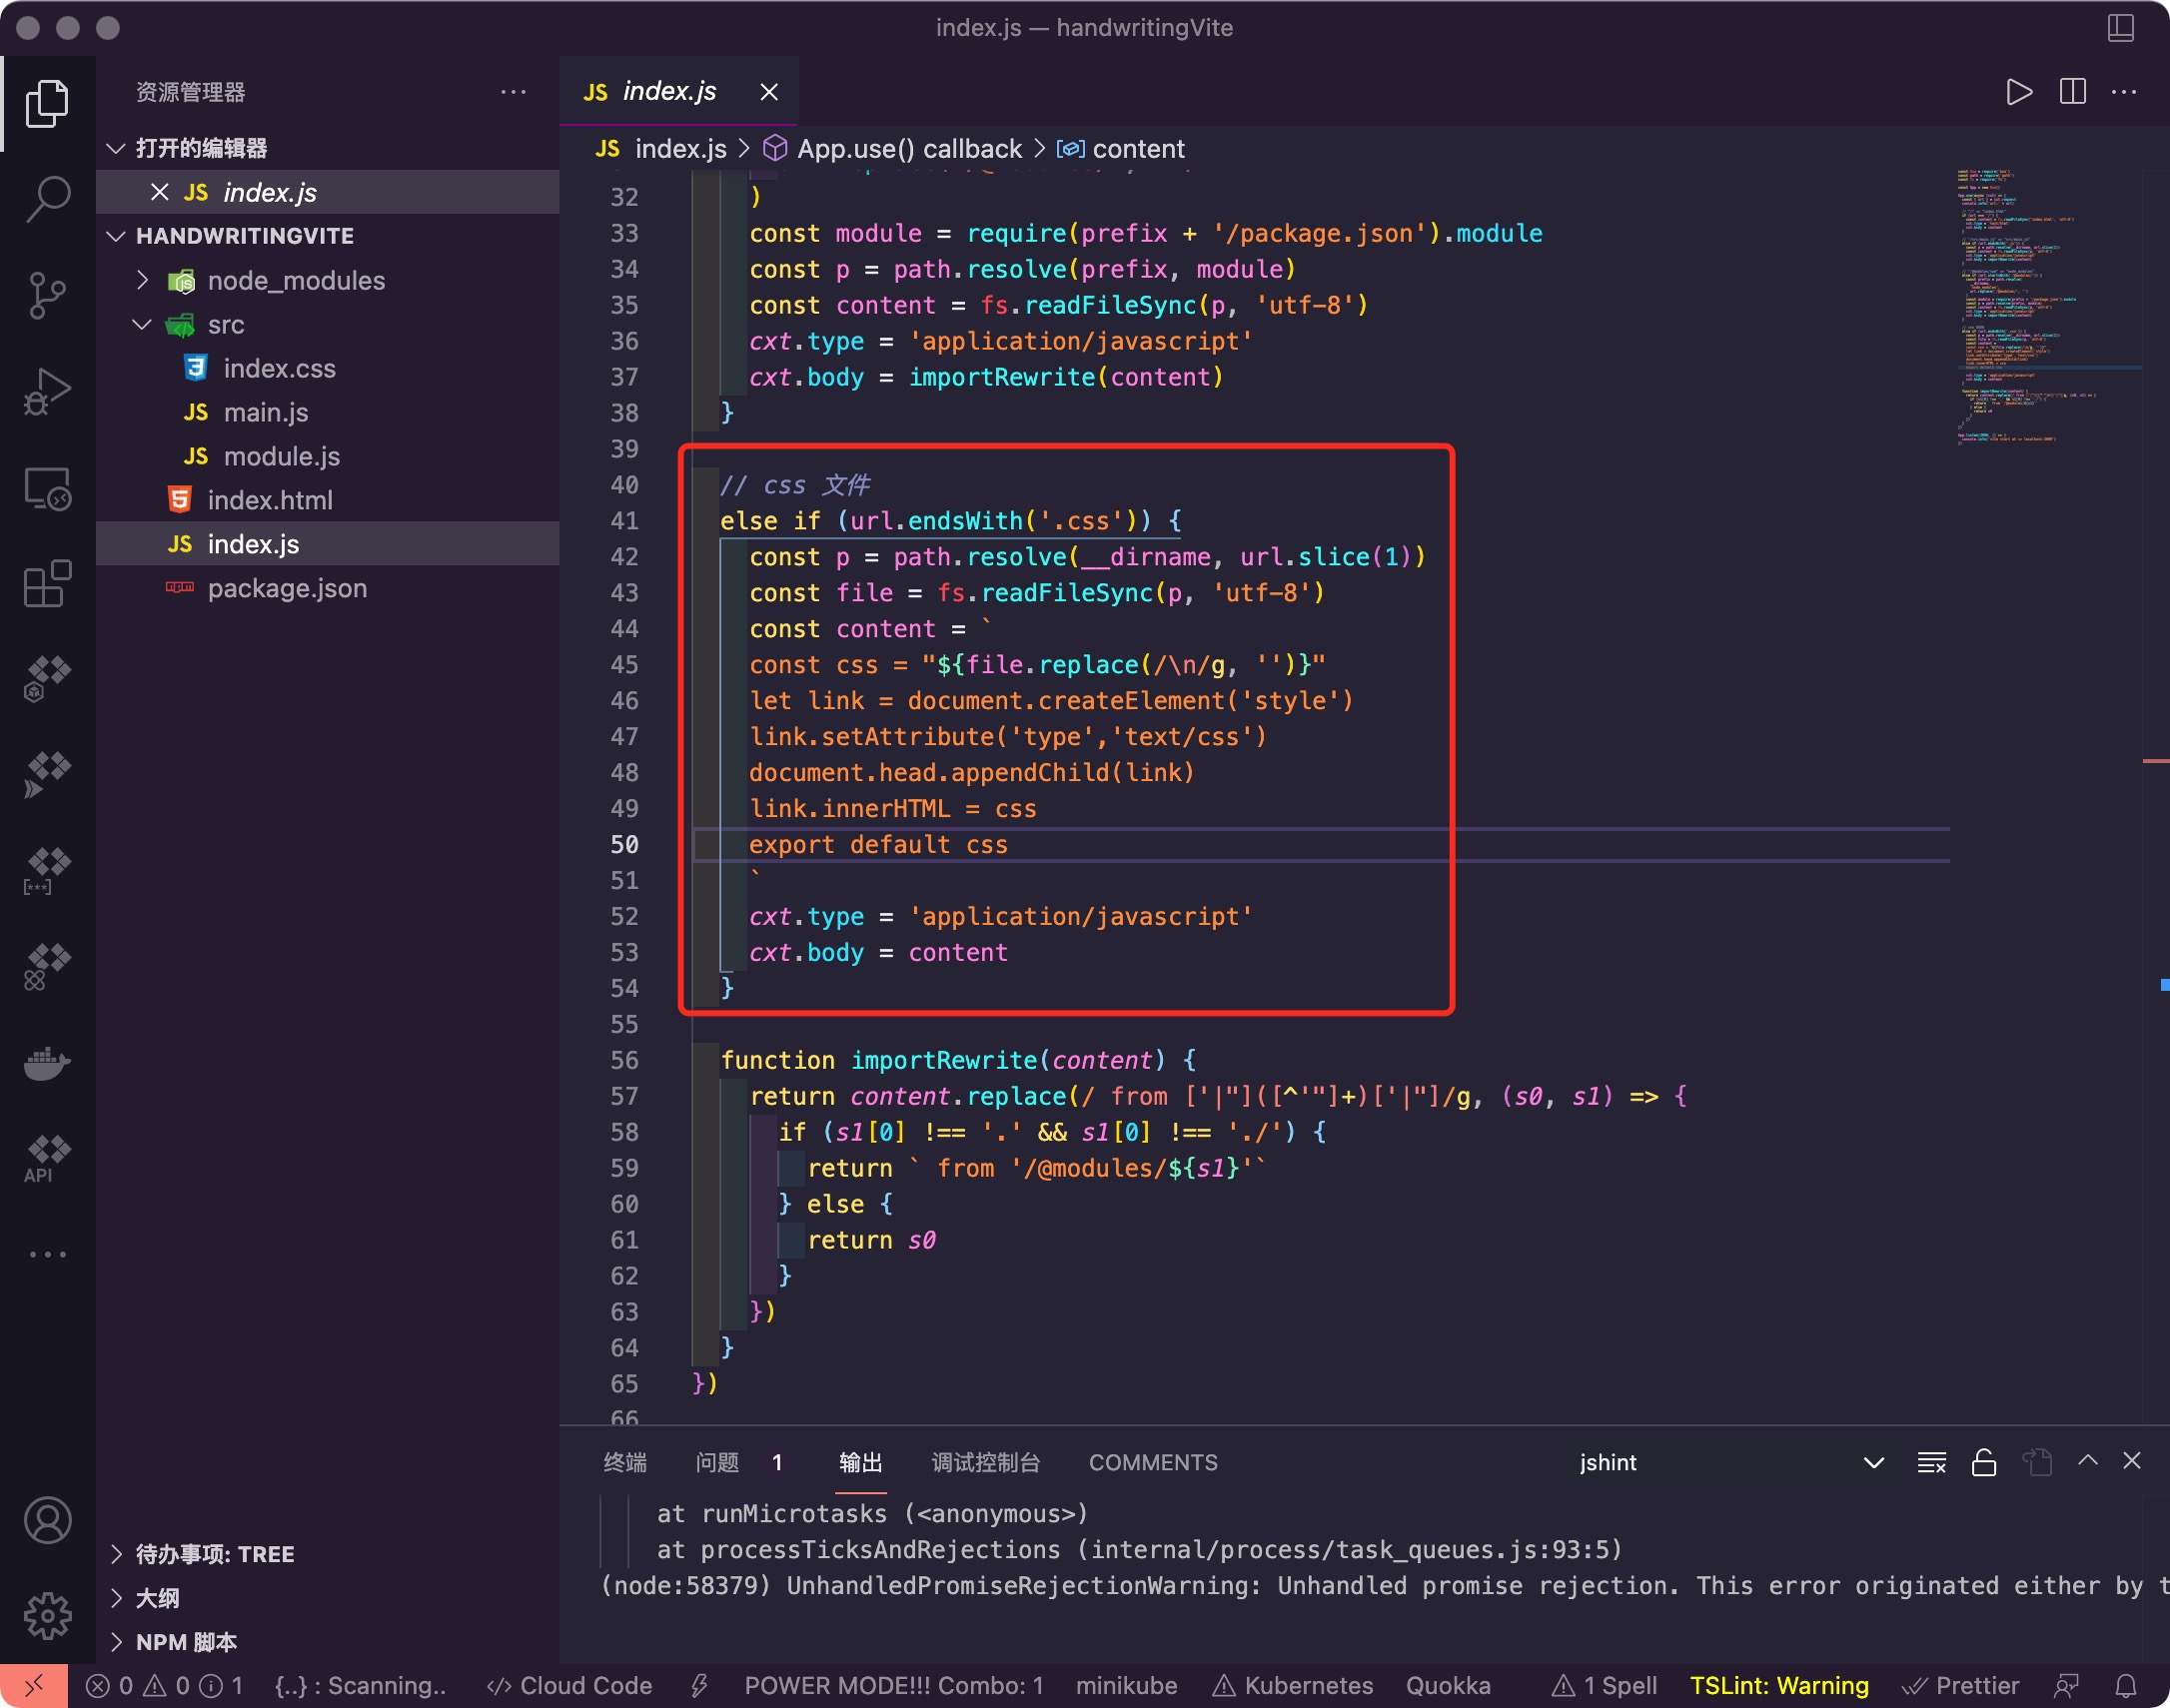 index.js — handwritingVite
资源管理器
打开的编辑器
JS index.js
HANDWRITINGVITE
node_modules
src
index.css
JS main.js
JS module.js
index.html
JS index.js
package.json
待办事项: TREE
大纲
NPM 脚本
JS index.js
JS index.js > App.use() callback > content
32 )
33 const module = require(prefix + '/package.json').module
34 const p = path.resolve(prefix, module)
35 const content = fs.readFileSync(p, 'utf-8')
36 cxt.type = 'application/javascript'
37 cxt.body = importRewrite(content)
38 }
39
40 // css 文件
41 else if (url.endsWith('.css')) {
42 const p = path.resolve(__dirname, url.slice(1))
43 const file = fs.readFileSync(p, 'utf-8')
44 const content = `
45 const css = "${file.replace(/\n/g, '')}"
46 let link = document.createElement('style')
47 link.setAttribute('type','text/css')
48 document.head.appendChild(link)
49 link.innerHTML = css
50 export default css
51 `
52 cxt.type = 'application/javascript'
53 cxt.body = content
54 }
55
56 function importRewrite(content) {
57 return content.replace(/ from ['|"]([^'"]+)['|"]/g, (s0, s1) => {
58 if (s1[0] !== '.' && s1[0] !== './') {
59 return ` from '/@modules/${s1}'`
60 } else {
61 return s0
62 }
63 })
64 }
65 })
66
终端 问题 1 输出 调试控制台 COMMENTS jshint
at runMicrotasks (<anonymous>)
at processTicksAndRejections (internal/process/task_queues.js:93:5)
(node:58379) UnhandledPromiseRejectionWarning: Unhandled promise rejection. This error originated either by t
API
0 0 1 {..} : Scanning.. </> Cloud Code POWER MODE!!! Combo: 1 minikube Kubernetes Quokka 1 Spell TSLint: Warning Prettier